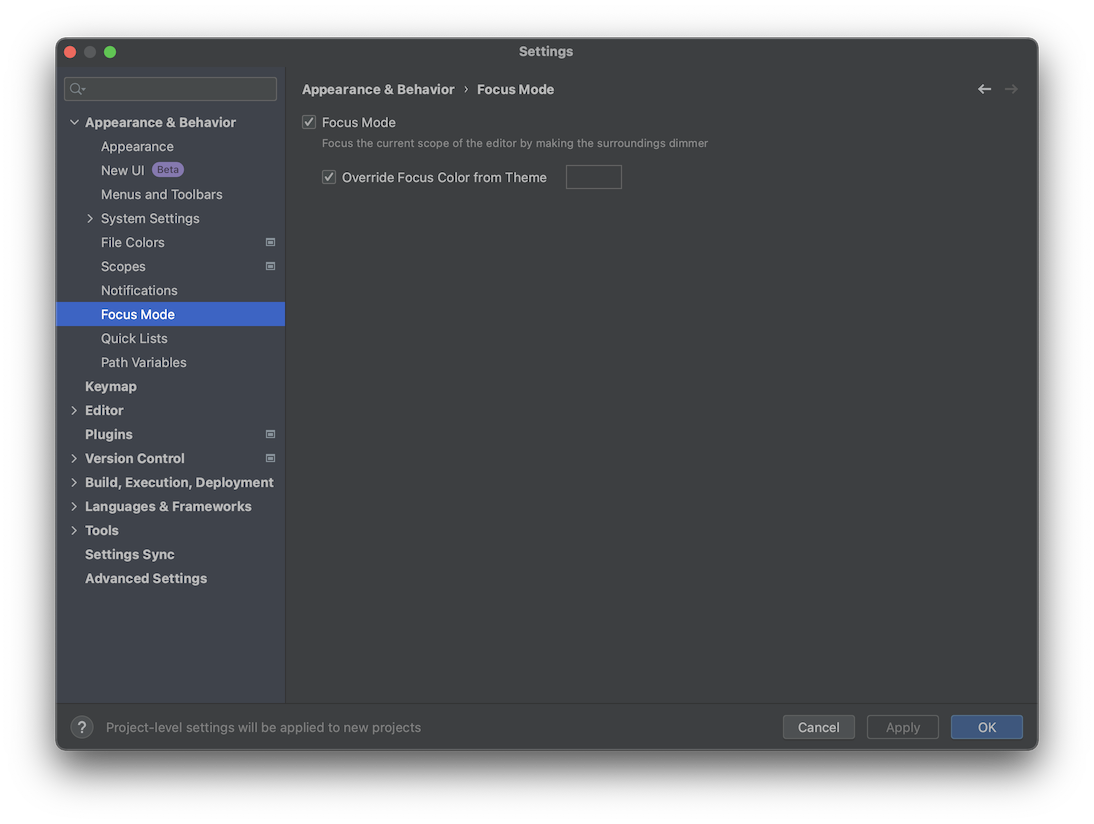 Settings
Appearance & Behavior › Focus Mode
Appearance & Behavior
Appearance
New UI Beta
Menus and Toolbars
System Settings
File Colors
Scopes
Notifications
Focus Mode
Quick Lists
Path Variables
Keymap
Editor
Plugins
Version Control
Build, Execution, Deployment
Languages & Frameworks
Tools
Settings Sync
Advanced Settings
Focus Mode
Focus the current scope of the editor by making the surroundings dimmer
Override Focus Color from Theme
? Project-level settings will be applied to new projects
Cancel
Apply
OK